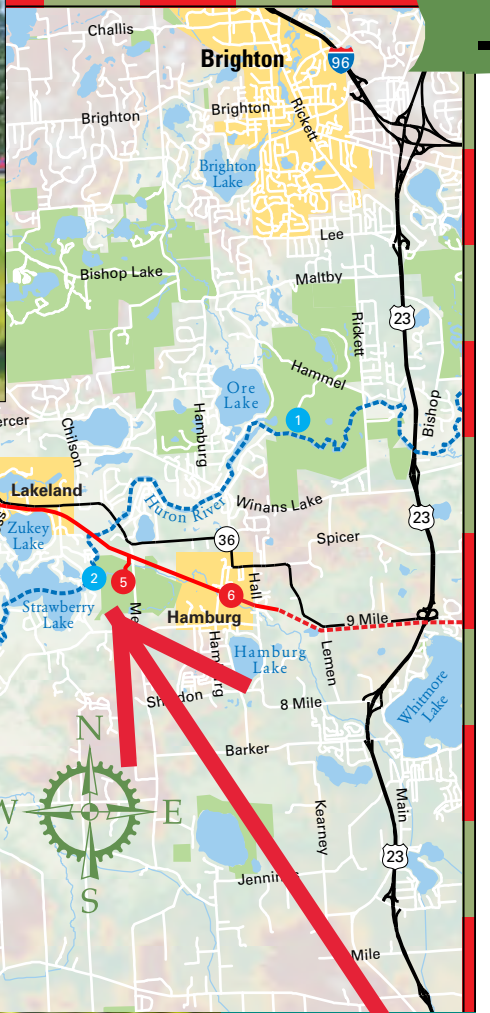 Challis
Brighton
96
Brighton
Brighton
Rickett
Brighton
Lake
Lee
Bishop Lake
Maltby
Rickett
23
Hammel
Ore
Lake
Bishop
1
ercer
Chilson
Hamburg
Lakeland
Huron River
Winans Lake
23
Zukey
Lake
36
Spicer
2
5
6
Hall
Strawberry
Lake
Hamburg
9 Mile
Hamburg
Lake
Lemen
8 Mile
Whitmore
Lake
N
Barker
W
E
Kearney
Main
S
23
Mile